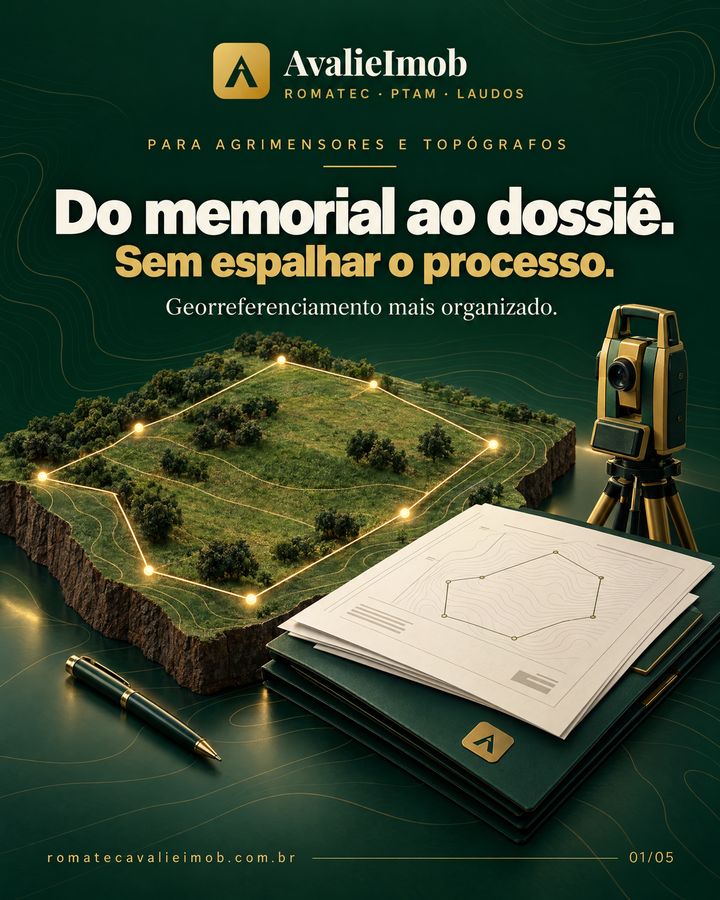 AvalieImob
ROMATEC · PTAM · LAUDOS
PARA AGRIMENSORES E TOPÓGRAFOS
Do memorial ao dossiê.
Sem espalhar o processo.
Georreferenciamento mais organizado.
romatecavalieimob.com.br
01/05